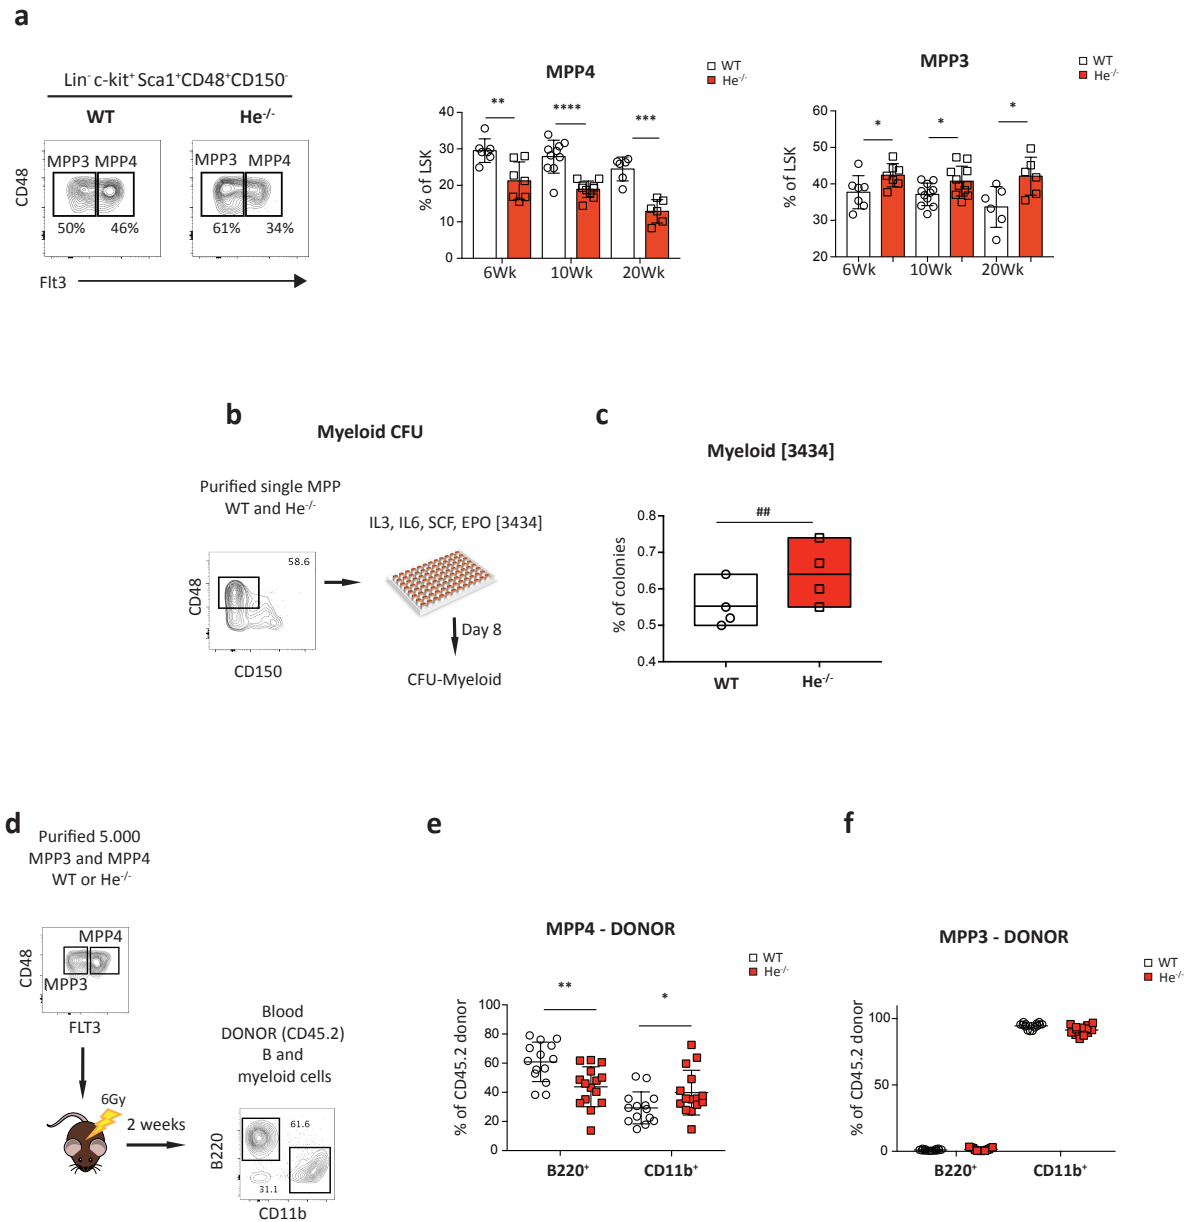 a
Lin⁻ c-kit⁺ Sca1⁺CD48⁺CD150⁻
WT He⁻/⁻
MPP3 MPP4
MPP3 MPP4
CD48
50% 46%
61% 34%
Flt3
MPP4
WT
He⁻/⁻
% of LSK
40
30
20
10
0
** **** ***
6Wk 10Wk 20Wk
MPP3
WT
He⁻/⁻
% of LSK
60
50
40
30
20
* * *
6Wk 10Wk 20Wk
b
Myeloid CFU
Purified single MPP
WT and He⁻/⁻
IL3, IL6, SCF, EPO [3434]
58.6
CD48
CD150
Day 8
CFU-Myeloid
c
Myeloid [3434]
% of colonies
0.8
0.7
0.6
0.5
0.4
##
WT He⁻/⁻
d
Purified 5.000
MPP3 and MPP4
WT or He⁻/⁻
MPP4
CD48
MPP3
FLT3
6Gy
2 weeks
Blood
DONOR (CD45.2)
B and
myeloid cells
B220
61.6
31.1
CD11b
e
MPP4 - DONOR
WT
He⁻/⁻
% of CD45.2 donor
100
80
60
40
20
0
** *
B220⁺ CD11b⁺
f
MPP3 - DONOR
WT
He⁻/⁻
% of CD45.2 donor
100
50
0
B220⁺ CD11b⁺